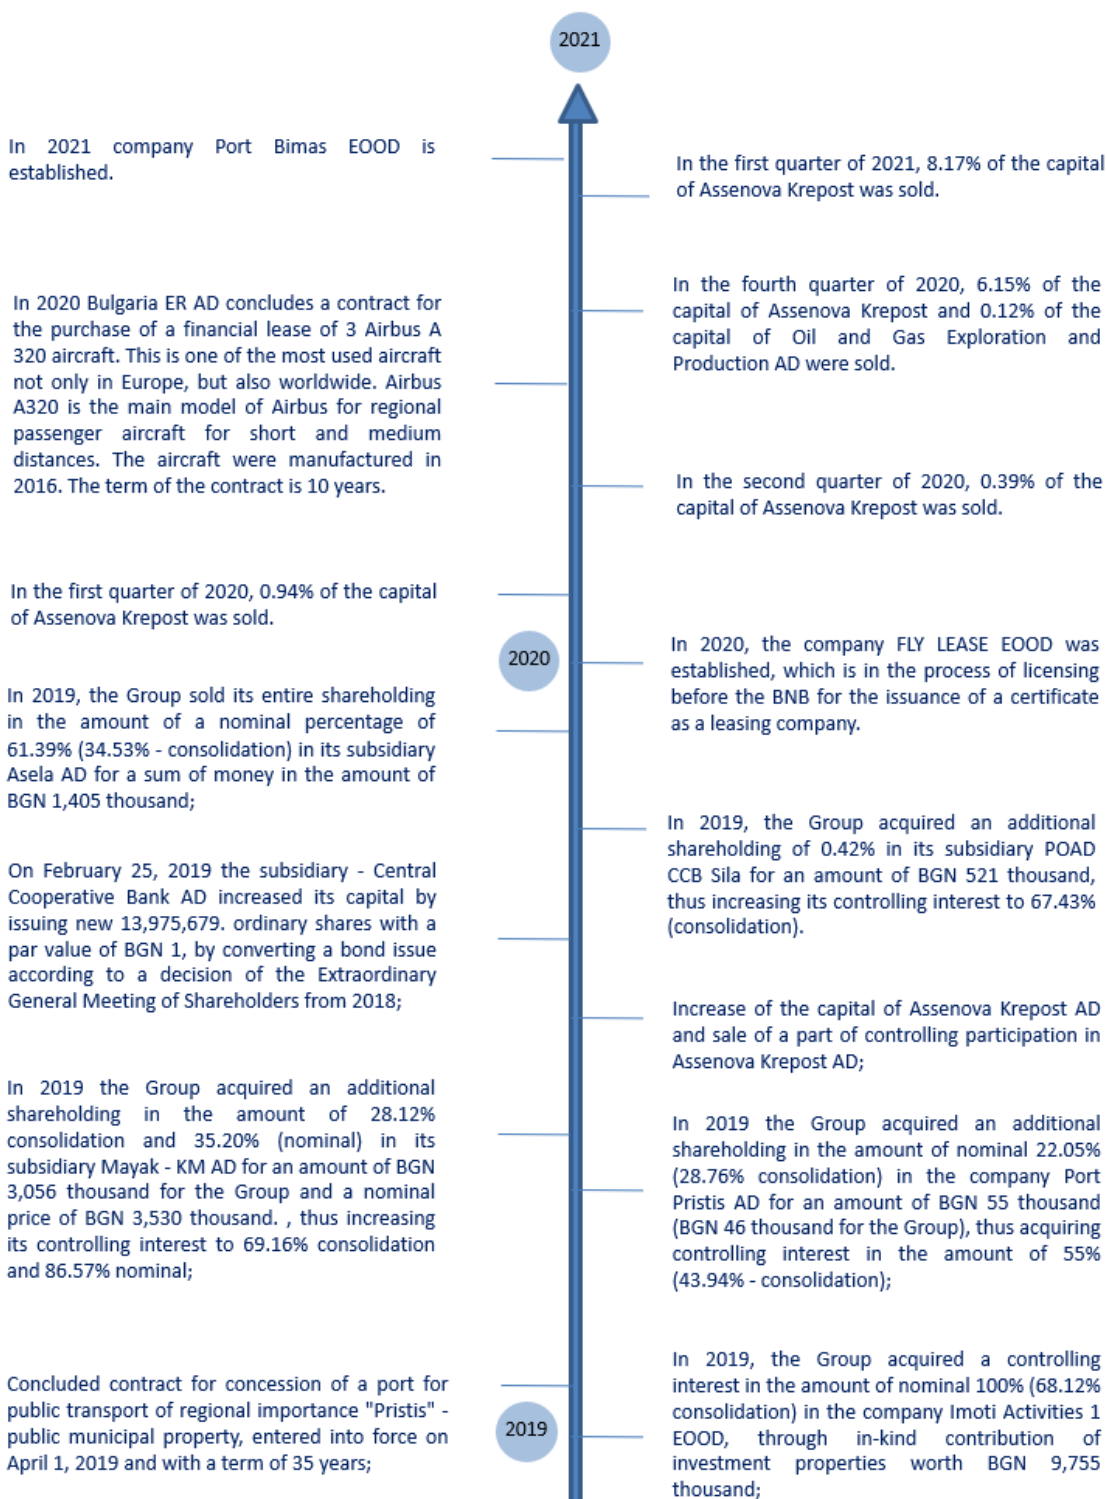 2021
In 2021 company Port Bimas EOOD is
established.
In the first quarter of 2021, 8.17% of the capital
of Assenova Krepost was sold.
In the fourth quarter of 2020, 6.15% of the
capital of Assenova Krepost and 0.12% of the
capital of Oil and Gas Exploration and
Production AD were sold.
In 2020 Bulgaria ER AD concludes a contract for
the purchase of a financial lease of 3 Airbus A
320 aircraft. This is one of the most used aircraft
not only in Europe, but also worldwide. Airbus
A320 is the main model of Airbus for regional
passenger aircraft for short and medium
distances. The aircraft were manufactured in
2016. The term of the contract is 10 years.
In the second quarter of 2020, 0.39% of the
capital of Assenova Krepost was sold.
In the first quarter of 2020, 0.94% of the capital
of Assenova Krepost was sold.
2020
In 2020, the company FLY LEASE EOOD was
established, which is in the process of licensing
before the BNB for the issuance of a certificate
as a leasing company.
In 2019, the Group sold its entire shareholding
in the amount of a nominal percentage of
61.39% (34.53% - consolidation) in its subsidiary
Asela AD for a sum of money in the amount of
BGN 1,405 thousand;
In 2019, the Group acquired an additional
shareholding of 0.42% in its subsidiary POAD
CCB Sila for an amount of BGN 521 thousand,
thus increasing its controlling interest to 67.43%
(consolidation).
On February 25, 2019 the subsidiary - Central
Cooperative Bank AD increased its capital by
issuing new 13,975,679. ordinary shares with a
par value of BGN 1, by converting a bond issue
according to a decision of the Extraordinary
General Meeting of Shareholders from 2018;
Increase of the capital of Assenova Krepost AD
and sale of a part of controlling participation in
Assenova Krepost AD;
In 2019 the Group acquired an additional
shareholding in the amount of 28.12%
consolidation and 35.20% (nominal) in its
subsidiary Mayak - KM AD for an amount of BGN
3,056 thousand for the Group and a nominal
price of BGN 3,530 thousand. , thus increasing
its controlling interest to 69.16% consolidation
and 86.57% nominal;
In 2019 the Group acquired an additional
shareholding in the amount of nominal 22.05%
(28.76% consolidation) in the company Port
Pristis AD for an amount of BGN 55 thousand
(BGN 46 thousand for the Group), thus acquiring
controlling interest in the amount of 55%
(43.94% - consolidation);
Concluded contract for concession of a port for
public transport of regional importance "Pristis" -
public municipal property, entered into force on
April 1, 2019 and with a term of 35 years;
2019
In 2019, the Group acquired a controlling
interest in the amount of nominal 100% (68.12%
consolidation) in the company Imoti Activities 1
EOOD, through in-kind contribution of
investment properties worth BGN 9,755
thousand;